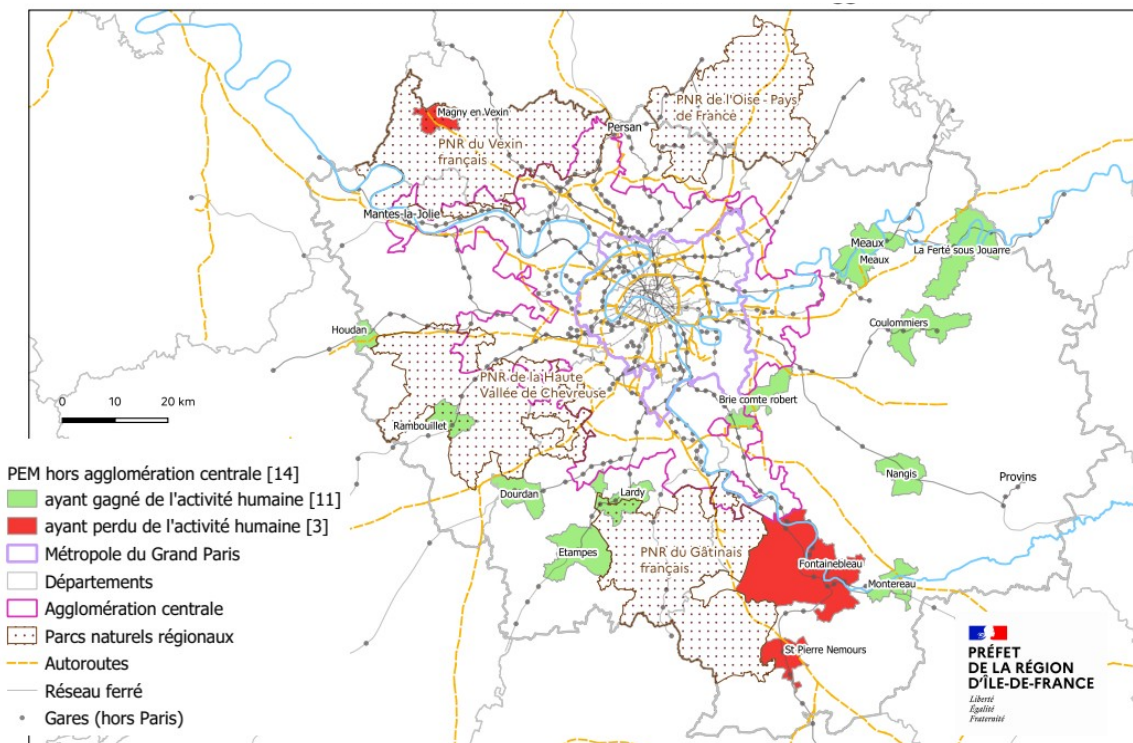 PNR de l'Oise - Pays
de France
Magny en Vexin
Persan
PNR du Vexin
français
Mantes-la-Jolie
Meaux
Meaux
La Ferté sous Jouarre
Houdan
Coulommiers
PNR de la Haute
Vallée de Chevreuse
0 10 20 km
Brie comte robert
Rambouillet
Nangis
Provins
Dourdan
Lardy
Etampes
PNR du Gâtinais
français
Fontainebleau
Montereau
St Pierre Nemours
PEM hors agglomération centrale [14]
ayant gagné de l'activité humaine [11]
ayant perdu de l'activité humaine [3]
Métropole du Grand Paris
Départements
Agglomération centrale
Parcs naturels régionaux
Autoroutes
Réseau ferré
Gares (hors Paris)
PRÉFET
DE LA RÉGION
D'ÎLE-DE-FRANCE
Liberté
Égalité
Fraternité